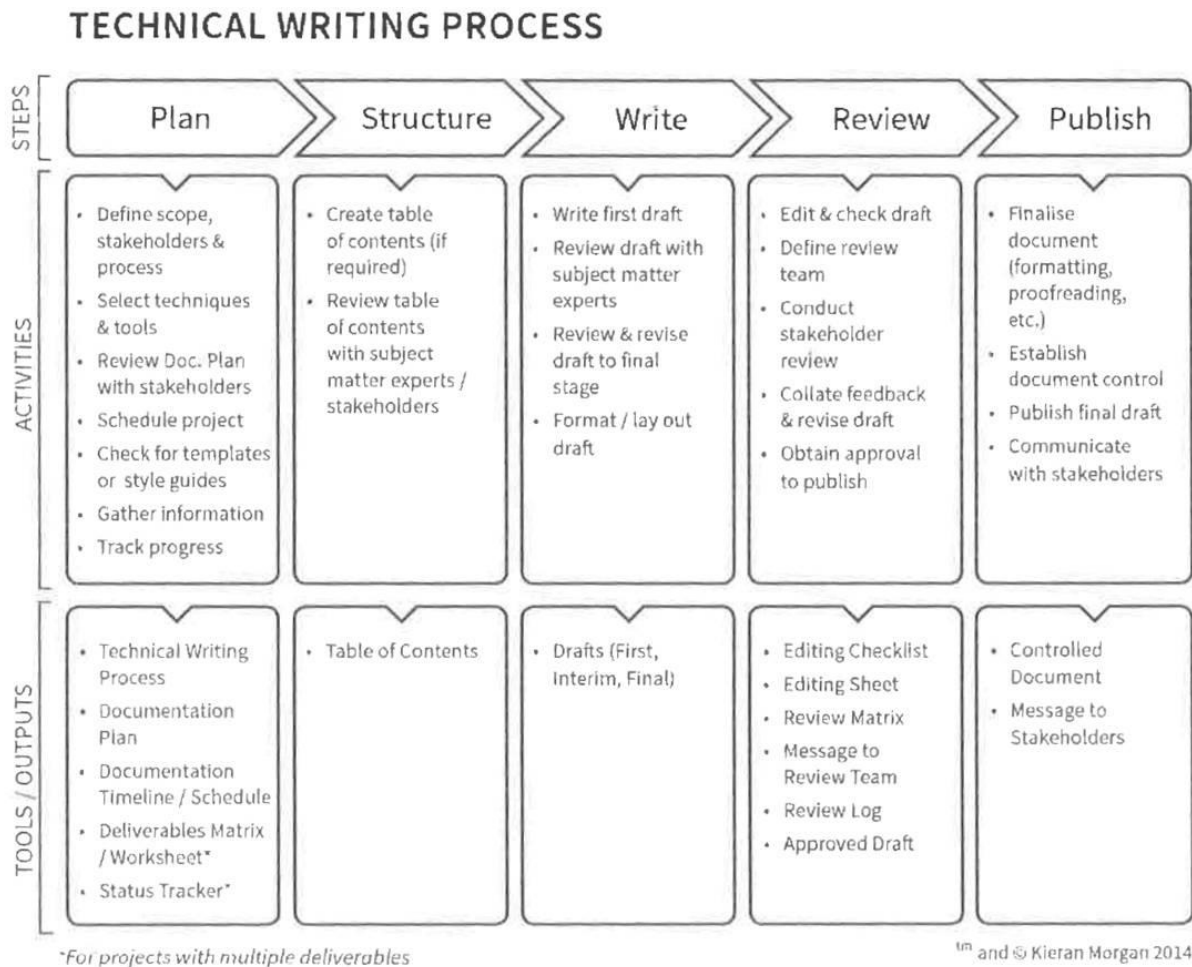 TECHNICAL WRITING PROCESS
STEPS
Plan
Structure
Write
Review
Publish
ACTIVITIES
• Define scope,
stakeholders &
process
• Select techniques
& tools
• Review Doc. Plan
with stakeholders
• Schedule project
• Check for templates
or style guides
• Gather information
• Track progress
• Create table
of contents (if
required)
• Review table
of contents
with subject
matter experts /
stakeholders
• Write first draft
• Review draft with
subject matter
experts
• Review & revise
draft to final
stage
• Format / lay out
draft
• Edit & check draft
• Define review
team
• Conduct
stakeholder
review
• Collate feedback
& revise draft
• Obtain approval
to publish
• Finalise
document
(formatting,
proofreading,
etc.)
• Establish
document control
• Publish final draft
• Communicate
with stakeholders
TOOLS / OUTPUTS
• Technical Writing
Process
• Documentation
Plan
• Documentation
Timeline / Schedule
• Deliverables Matrix
/ Worksheet*
• Status Tracker*
• Table of Contents
• Drafts (First,
Interim, Final)
• Editing Checklist
• Editing Sheet
• Review Matrix
• Message to
Review Team
• Review Log
• Approved Draft
• Controlled
Document
• Message to
Stakeholders
*For projects with multiple deliverables
tm and © Kieran Morgan 2014